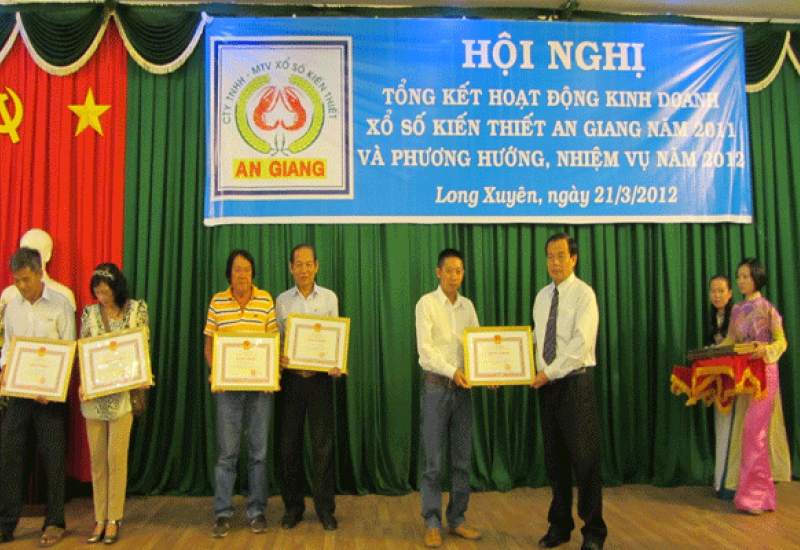 CTY TNHH - MTV XỔ SỐ KIẾN THIẾT
AN GIANG
HỘI NGHỊ
TỔNG KẾT HOẠT ĐỘNG KINH DOANH
XỔ SỐ KIẾN THIẾT AN GIANG NĂM 2011
VÀ PHƯƠNG HƯỚNG, NHIỆM VỤ NĂM 2012
Long Xuyên, ngày 21/3/2012